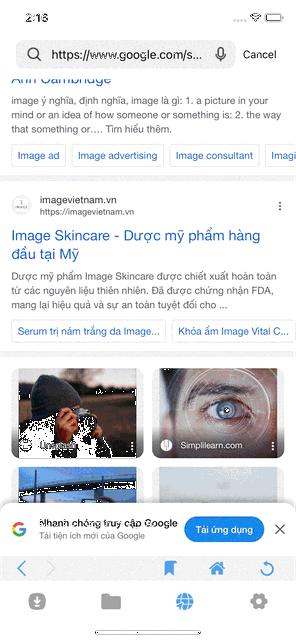 2:16
https://www.google.com/s...
Cancel
Ann Cambridge
image ý nghĩa, định nghĩa, image là gì: 1. a picture in your
mind or an idea of how someone or something is: 2. the way
that something or…. Tìm hiểu thêm.
Image ad
Image advertising
Image consultant
Imagi
imagevietnam.vn
https://imagevietnam.vn
Image Skincare - Dược mỹ phẩm hàng
đầu tại Mỹ
Dược mỹ phẩm Image Skincare được chiết xuất hoàn toàn
từ các nguyên liệu thiên nhiên. Đã được chứng nhận FDA,
mang lại hiệu quả và sự an toàn tuyệt đối cho ...
Serum trị nám trắng da Image...
Khóa ấm Image Vital C...
Unsplash
Simplilearn.com
Nhanh chóng truy cập Google
Tải tiện ích mới của Google
Tải ứng dụng